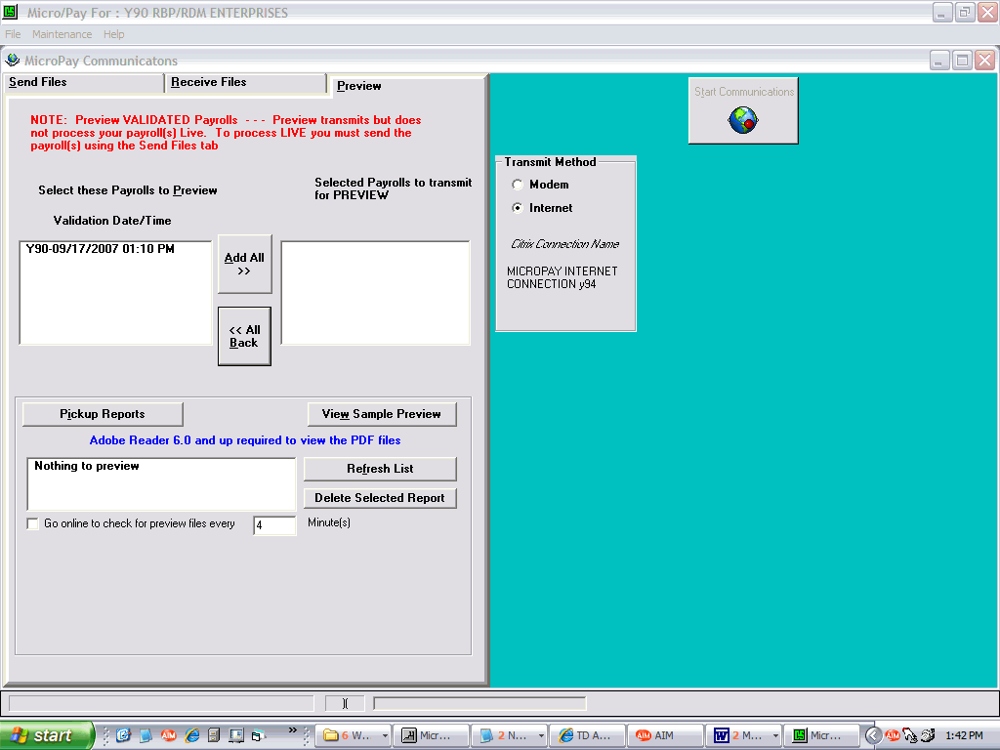 Micro/Pay For : Y90 RBP/RDM ENTERPRISES
File Maintenance Help
MicroPay Communicatons
Send Files Receive Files Preview
NOTE: Preview VALIDATED Payrolls - - - Preview transmits but does
not process your payroll(s) Live. To process LIVE you must send the
payroll(s) using the Send Files tab
Select these Payrolls to Preview
Selected Payrolls to transmit
for PREVIEW
Validation Date/Time
Y90-09/17/2007 01:10 PM
Add All
>>
<< All
Back
Pickup Reports
View Sample Preview
Adobe Reader 6.0 and up required to view the PDF files
Nothing to preview
Refresh List
Delete Selected Report
Go online to check for preview files every 4 Minute(s)
Start Communications
Transmit Method
Modem
Internet
Citrix Connection Name
MICROPAY INTERNET
CONNECTION y94
)(
start AIM » 6 W... Micr... 2 N... TD A... AIM AIM W 2 M... Micr... AIM 1:42 PM